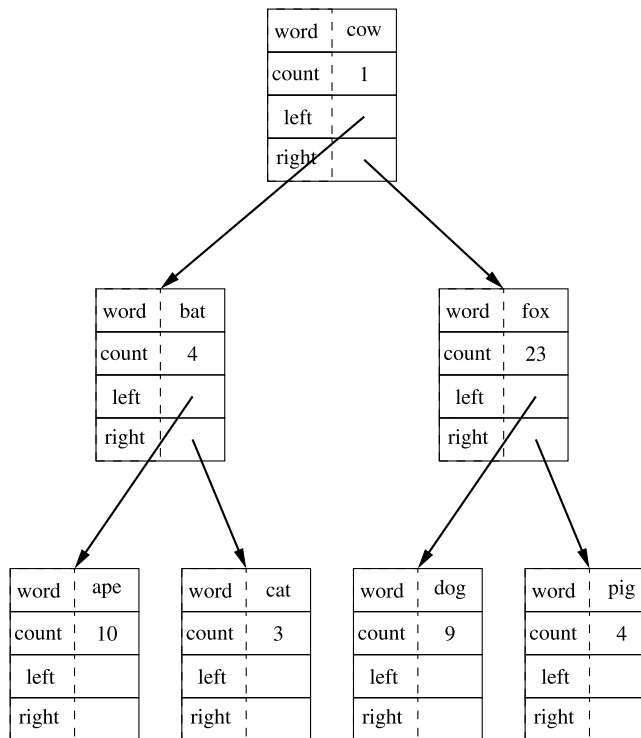 word cow
count 1
left
right
word bat
count 4
left
right
word fox
count 23
left
right
word ape
count 10
left
right
word cat
count 3
left
right
word dog
count 9
left
right
word pig
count 4
left
right